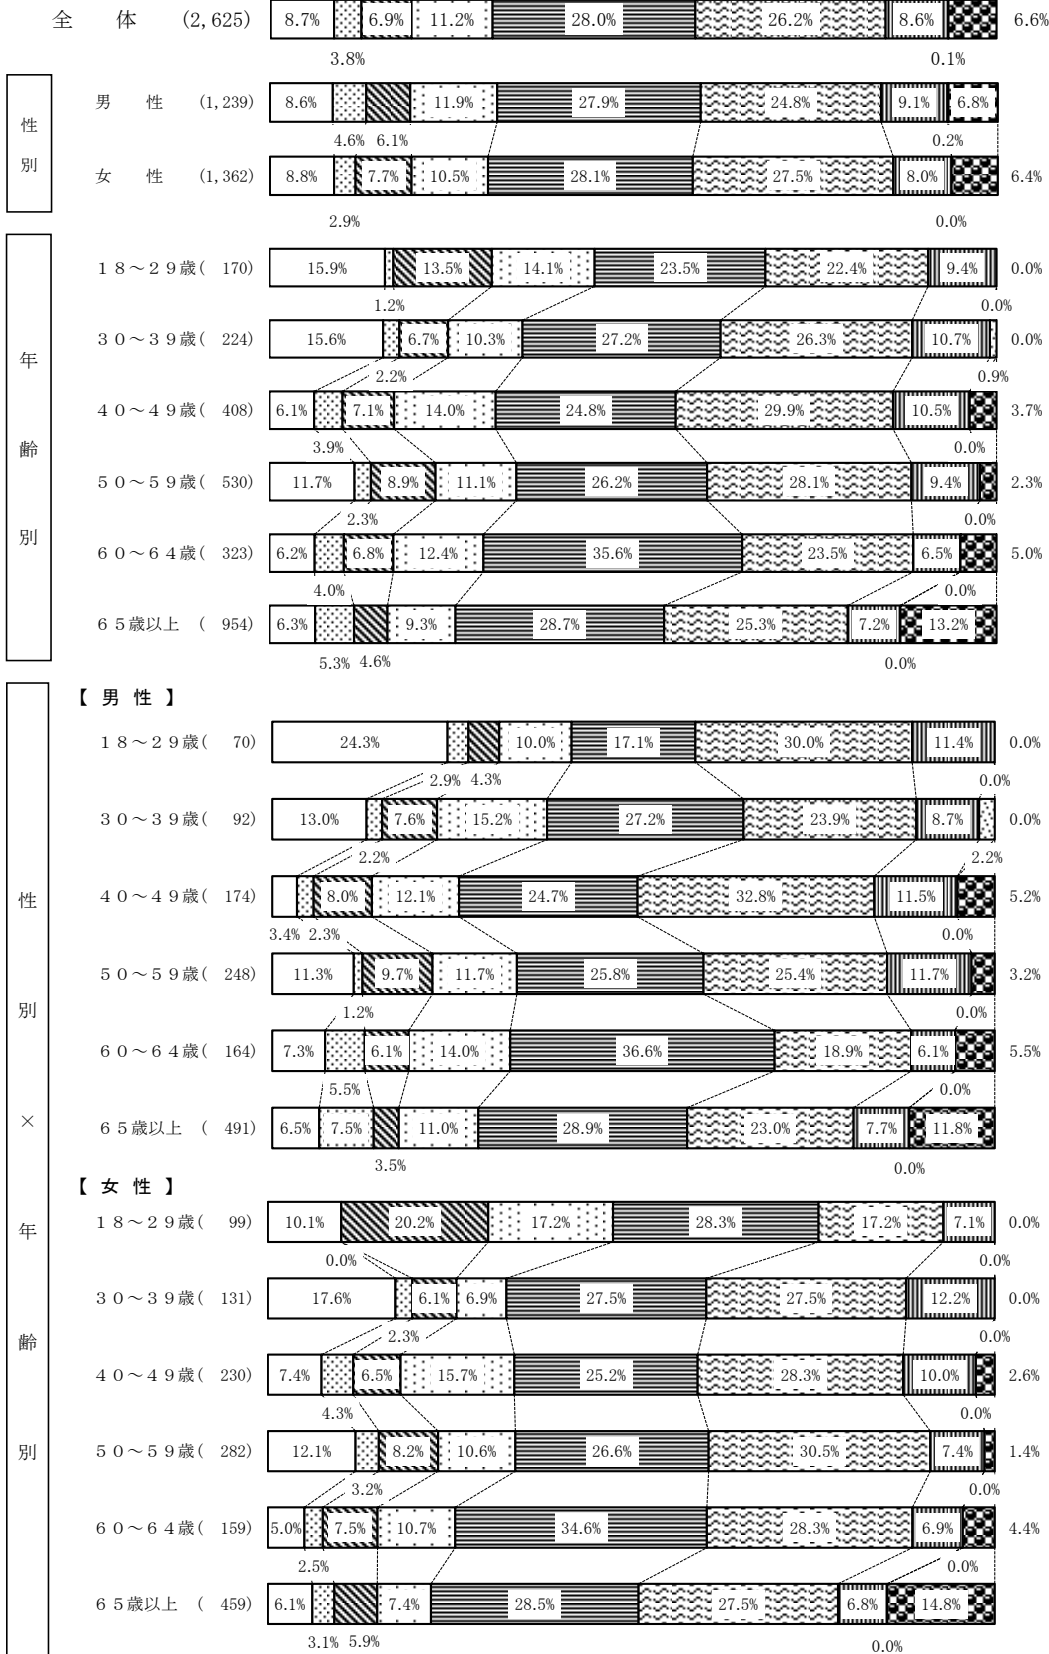 全 体 (2,625) 8.7% 6.9% 11.2% 28.0% 26.2% 8.6% 6.6%
3.8% 0.1%
性別
男 性 (1,239) 8.6% 11.9% 27.9% 24.8% 9.1% 6.8%
4.6% 6.1% 0.2%
女 性 (1,362) 8.8% 7.7% 10.5% 28.1% 27.5% 8.0% 6.4%
2.9% 0.0%
年齢別
18～29歳( 170) 15.9% 13.5% 14.1% 23.5% 22.4% 9.4% 0.0%
1.2% 0.0%
30～39歳( 224) 15.6% 6.7% 10.3% 27.2% 26.3% 10.7% 0.0%
2.2% 0.9%
40～49歳( 408) 6.1% 7.1% 14.0% 24.8% 29.9% 10.5% 3.7%
3.9% 0.0%
50～59歳( 530) 11.7% 8.9% 11.1% 26.2% 28.1% 9.4% 2.3%
2.3% 0.0%
60～64歳( 323) 6.2% 6.8% 12.4% 35.6% 23.5% 6.5% 5.0%
4.0% 0.0%
65歳以上 ( 954) 6.3% 9.3% 28.7% 25.3% 7.2% 13.2%
5.3% 4.6% 0.0%
性別×年齢別
【 男 性 】
18～29歳( 70) 24.3% 10.0% 17.1% 30.0% 11.4% 0.0%
2.9% 4.3% 0.0%
30～39歳( 92) 13.0% 7.6% 15.2% 27.2% 23.9% 8.7% 0.0%
2.2% 2.2%
40～49歳( 174) 8.0% 12.1% 24.7% 32.8% 11.5% 5.2%
3.4% 2.3% 0.0%
50～59歳( 248) 11.3% 9.7% 11.7% 25.8% 25.4% 11.7% 3.2%
1.2% 0.0%
60～64歳( 164) 7.3% 6.1% 14.0% 36.6% 18.9% 6.1% 5.5%
5.5% 0.0%
65歳以上 ( 491) 6.5% 7.5% 11.0% 28.9% 23.0% 7.7% 11.8%
3.5% 0.0%
【 女 性 】
18～29歳( 99) 10.1% 20.2% 17.2% 28.3% 17.2% 7.1% 0.0%
0.0% 0.0%
30～39歳( 131) 17.6% 6.1% 6.9% 27.5% 27.5% 12.2% 0.0%
2.3% 0.0%
40～49歳( 230) 7.4% 6.5% 15.7% 25.2% 28.3% 10.0% 2.6%
4.3% 0.0%
50～59歳( 282) 12.1% 8.2% 10.6% 26.6% 30.5% 7.4% 1.4%
3.2% 0.0%
60～64歳( 159) 5.0% 7.5% 10.7% 34.6% 28.3% 6.9% 4.4%
2.5% 0.0%
65歳以上 ( 459) 6.1% 7.4% 28.5% 27.5% 6.8% 14.8%
3.1% 5.9% 0.0%